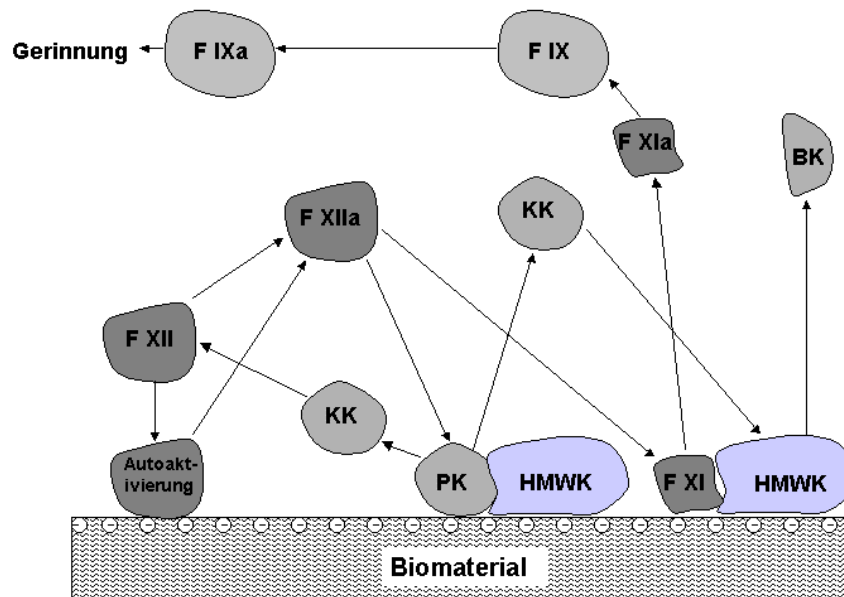 Gerinnung
F IXa
F IX
F XIa
BK
F XIIa
KK
F XII
KK
Autoakt-
ivierung
PK
HMWK
F XI
HMWK
Biomaterial